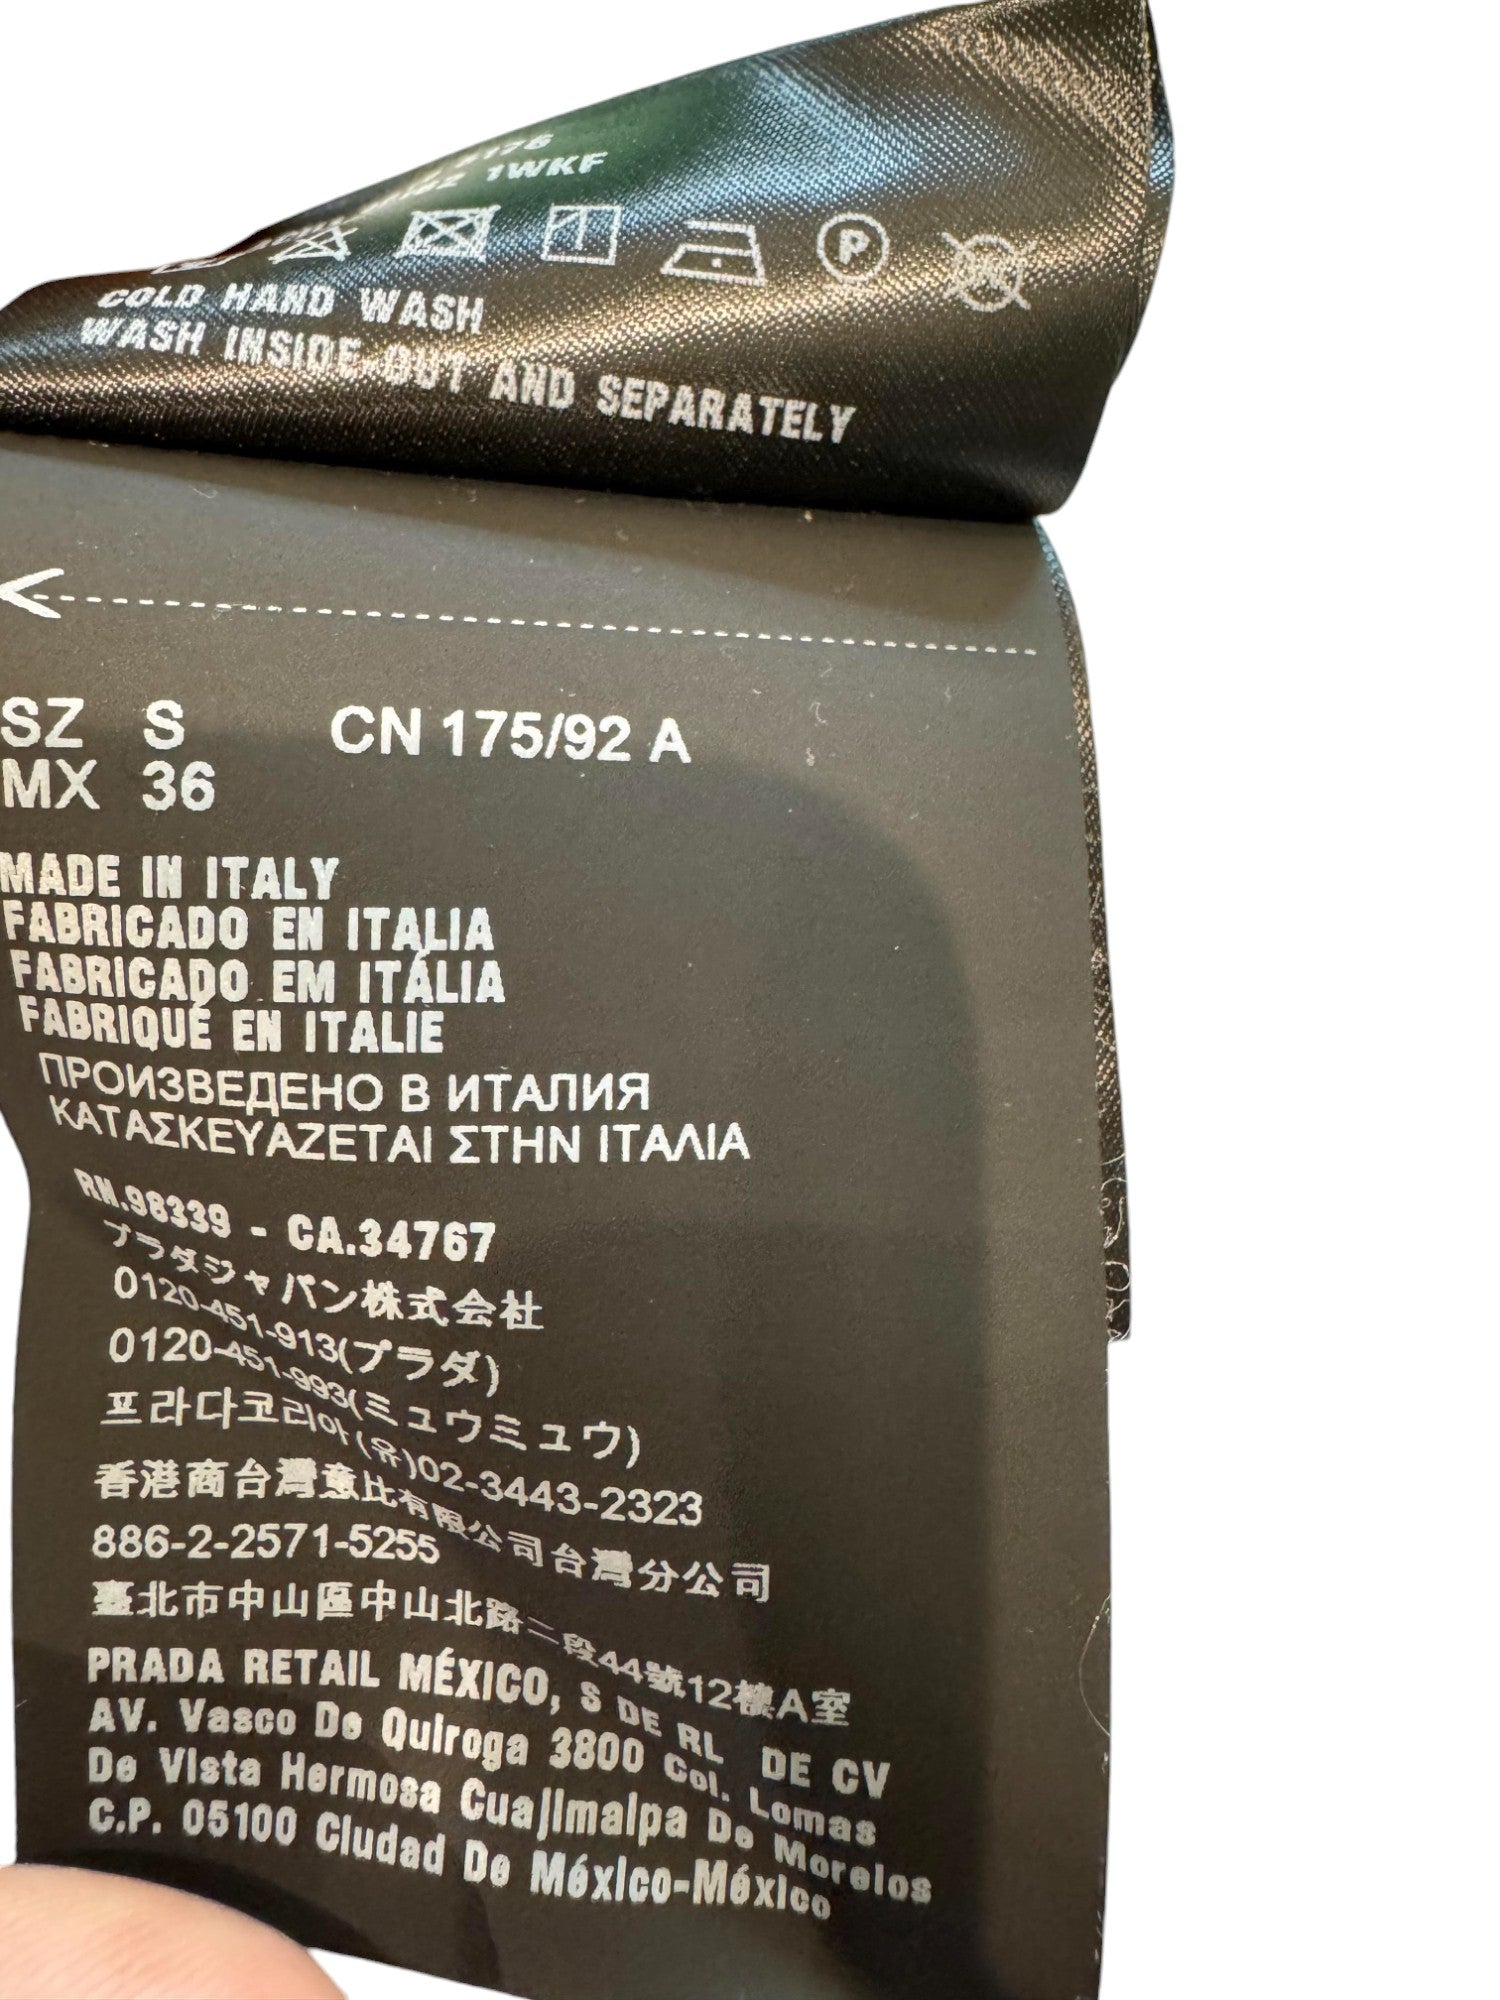 1WKF
P
COLD HAND WASH
WASH INSIDE-OUT AND SEPARATELY
SZ S CN 175/92 A
MX 36
MADE IN ITALY
FABRICADO EN ITALIA
FABRICADO EM ITÁLIA
FABRIQUÉ EN ITALIE
ПРОИЗВЕДЕНО В ИТАЛИЯ
ΚΑΤΑΣΚΕΥΑΖΕΤΑΙ ΣΤΗΝ ΙΤΑΛΙΑ
RN.98339 - CA.34767
プラダジャパン株式会社
0120-451-913(プラダ)
0120-451-993(ミュウミュウ)
프라다코리아(유)02-3443-2323
香港商台灣意比有限公司台灣分公司
886-2-2571-5255
臺北市中山區中山北路二段44號12樓A室
PRADA RETAIL MÉXICO, S DE RL DE CV
AV. Vasco De Quiroga 3800 Col. Lomas
De Vista Hermosa Cuajimalpa De Morelos
C.P. 05100 Ciudad De México-México